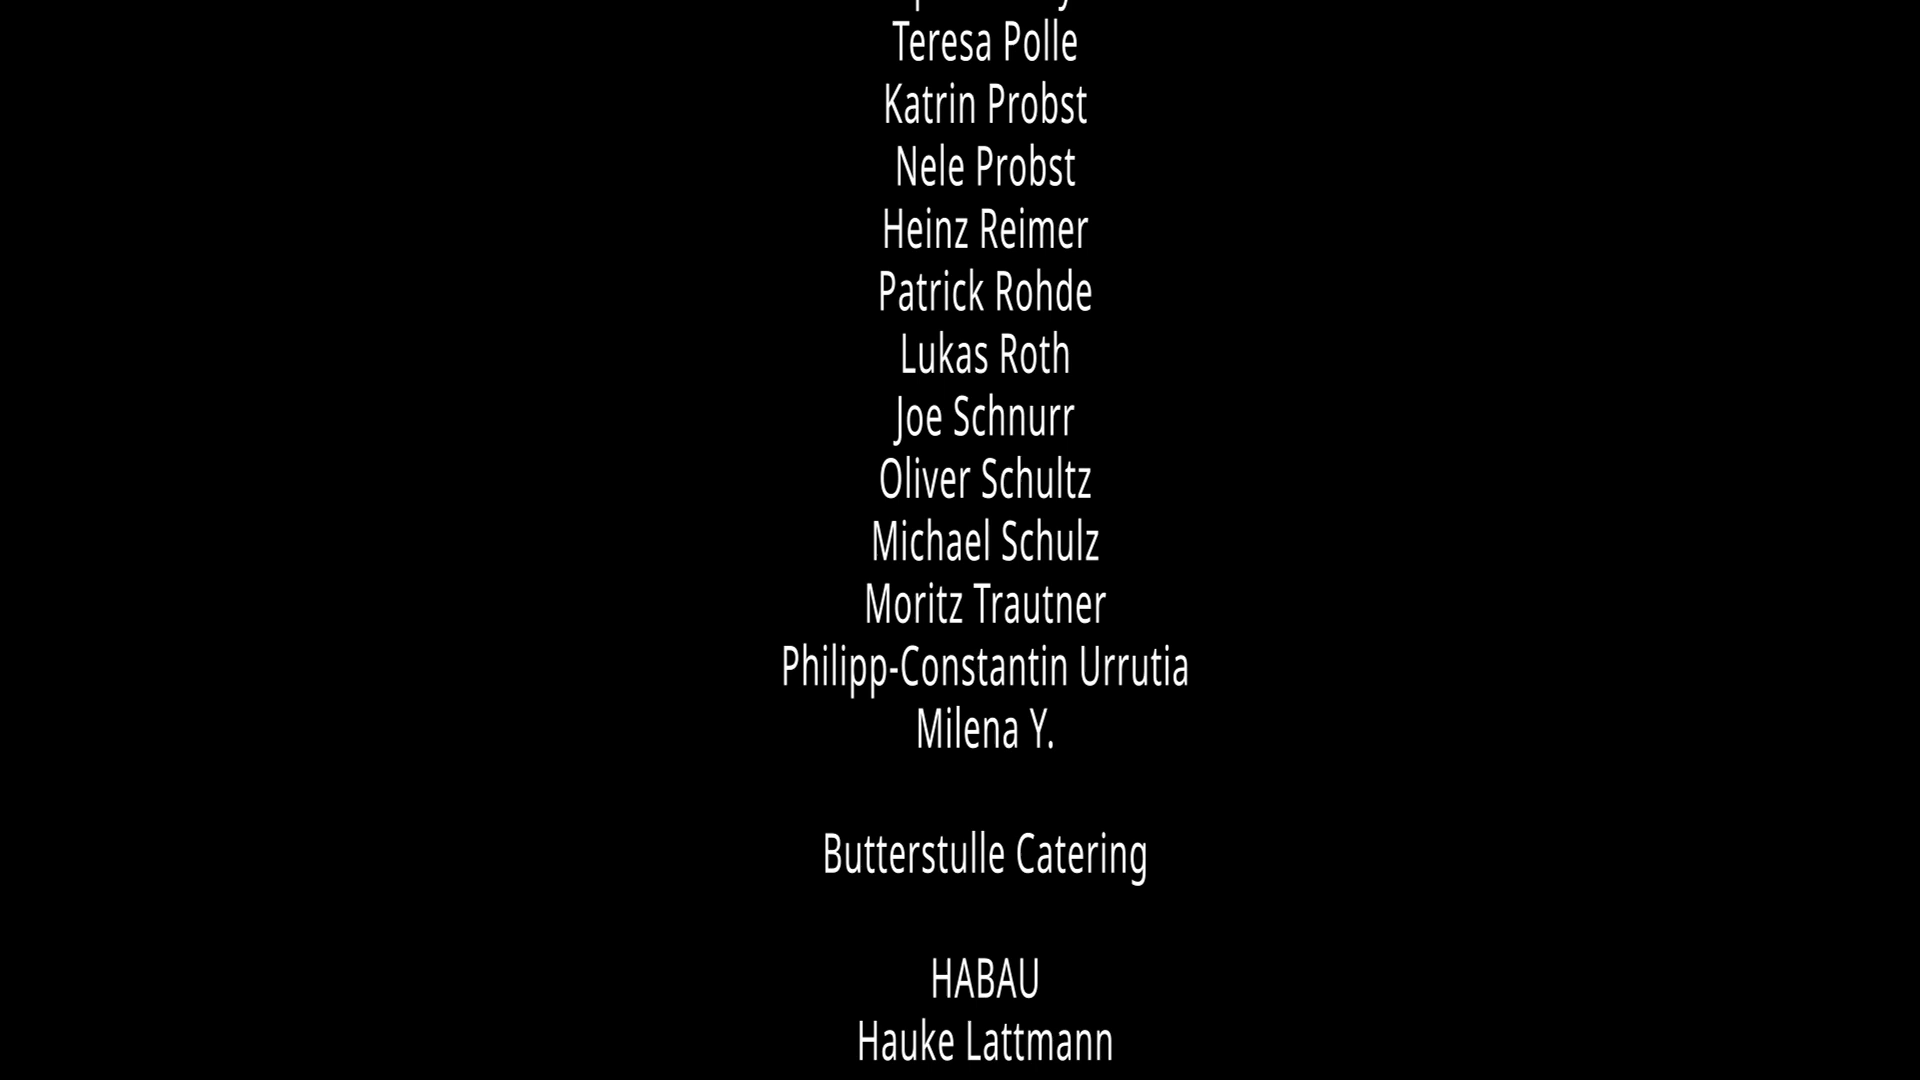 Teresa Polle
Katrin Probst
Nele Probst
Heinz Reimer
Patrick Rohde
Lukas Roth
Joe Schnurr
Oliver Schultz
Michael Schulz
Moritz Trautner
Philipp-Constantin Urrutia
Milena Y.
Butterstulle Catering
HABAU
Hauke Lattmann